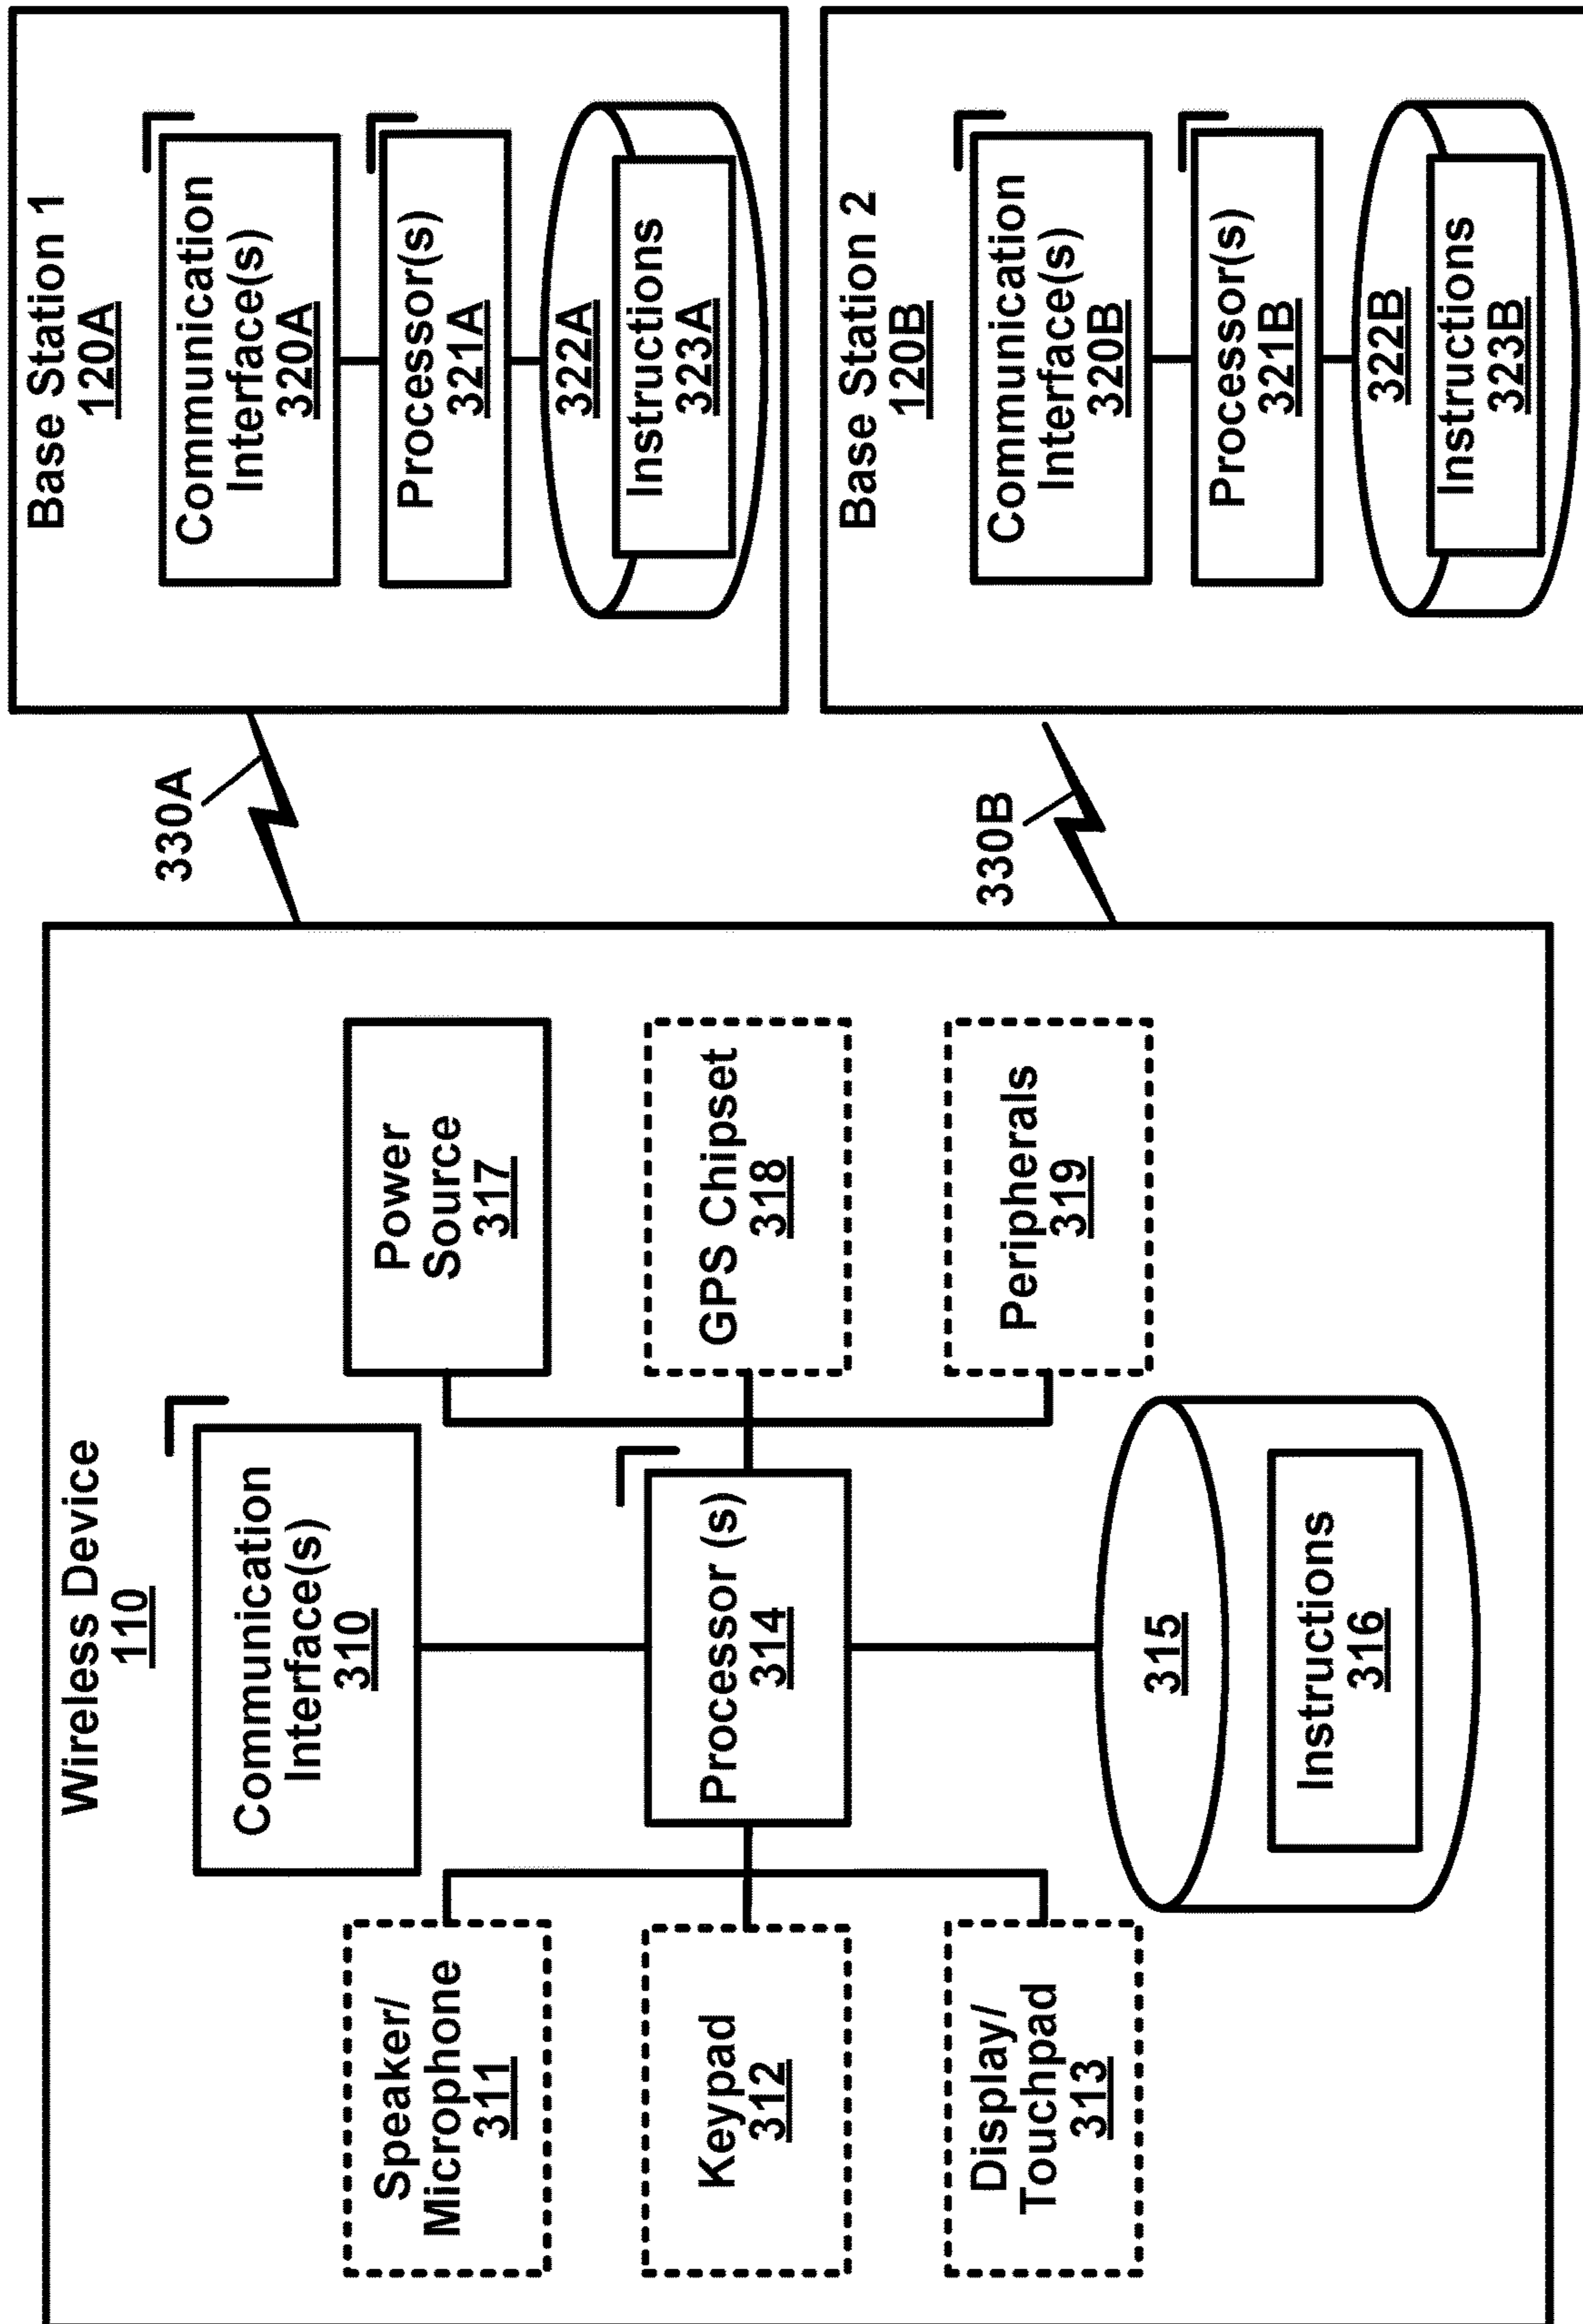 Wireless Device
110
Communication
Interface(s)
310
Speaker/
Microphone
311
Power
Source
317
Keypad
312
Processor (s)
314
GPS Chipset
318
Display/
Touchpad
313
Peripherals
319
315
Instructions
316
330A
330B
Base Station 1
120A
Communication
Interface(s)
320A
Processor(s)
321A
322A
Instructions
323A
Base Station 2
120B
Communication
Interface(s)
320B
Processor(s)
321B
322B
Instructions
323B